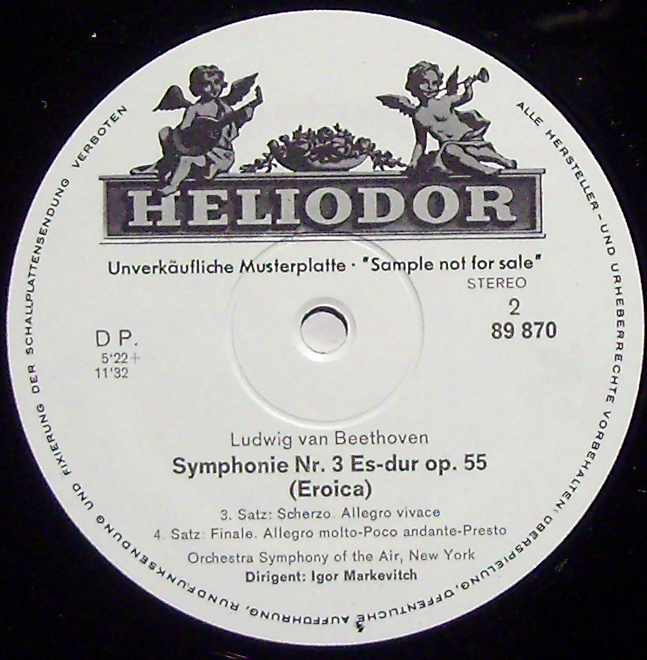 HELIODOR
Unverkäufliche Musterplatte · "Sample not for sale"
STEREO
2
89 870
D P.
5'22+
11'32
Ludwig van Beethoven
Symphonie Nr. 3 Es-dur op. 55
(Eroica)
3. Satz: Scherzo. Allegro vivace
4. Satz: Finale. Allegro molto-Poco andante-Presto
Orchestra Symphony of the Air, New York
Dirigent: Igor Markevitch
ALLE HERSTELLER- UND URHEBERRECHTE VORBEHALTEN! ÜBERSPIELUNG, ÖFFENTLICHE AUFFÜHRUNG, RUNDFUNKSENDUNG UND FIXIERUNG DER SCHALLPLATTENSENDUNG VERBOTEN